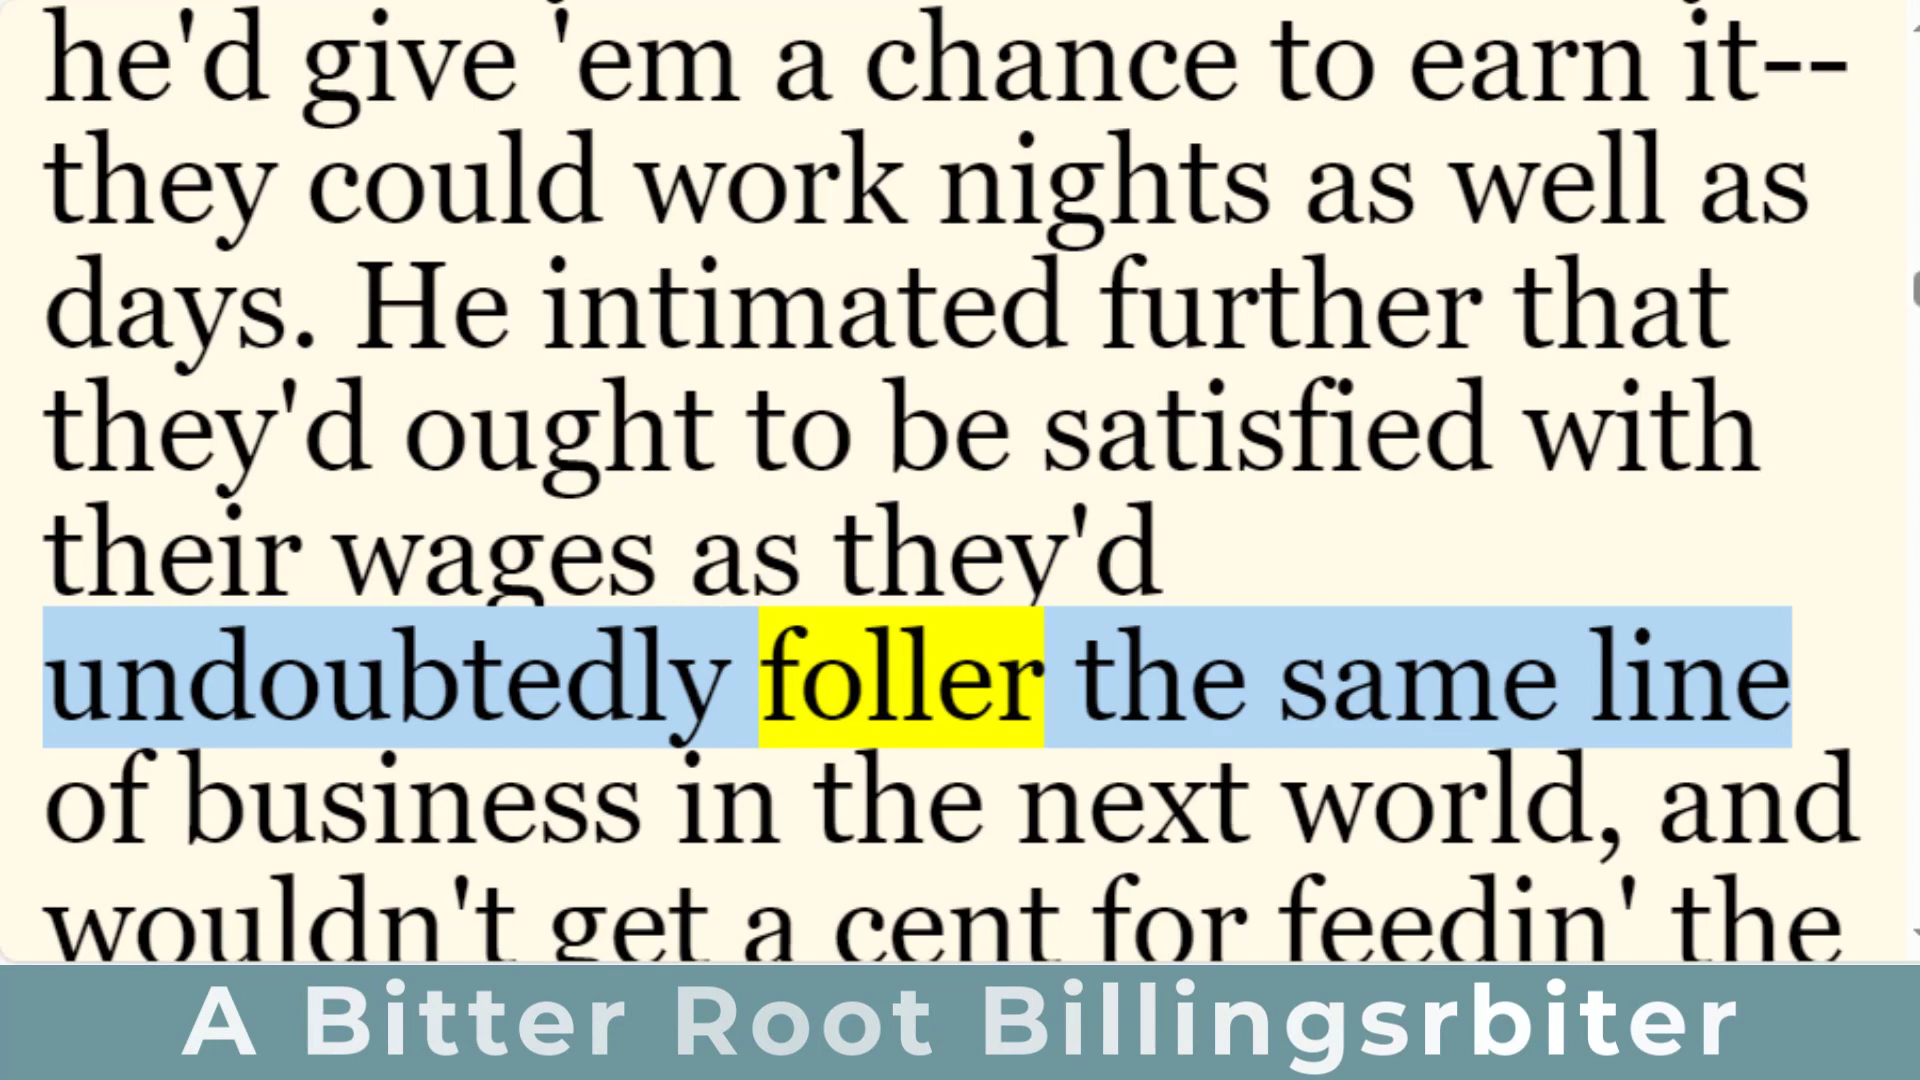 he'd give 'em a chance to earn it--
they could work nights as well as
days. He intimated further that
they'd ought to be satisfied with
their wages as they'd
undoubtedly foller the same line
of business in the next world, and
wouldn't get a cent for feedin' the
A Bitter Root Billingsrbiter